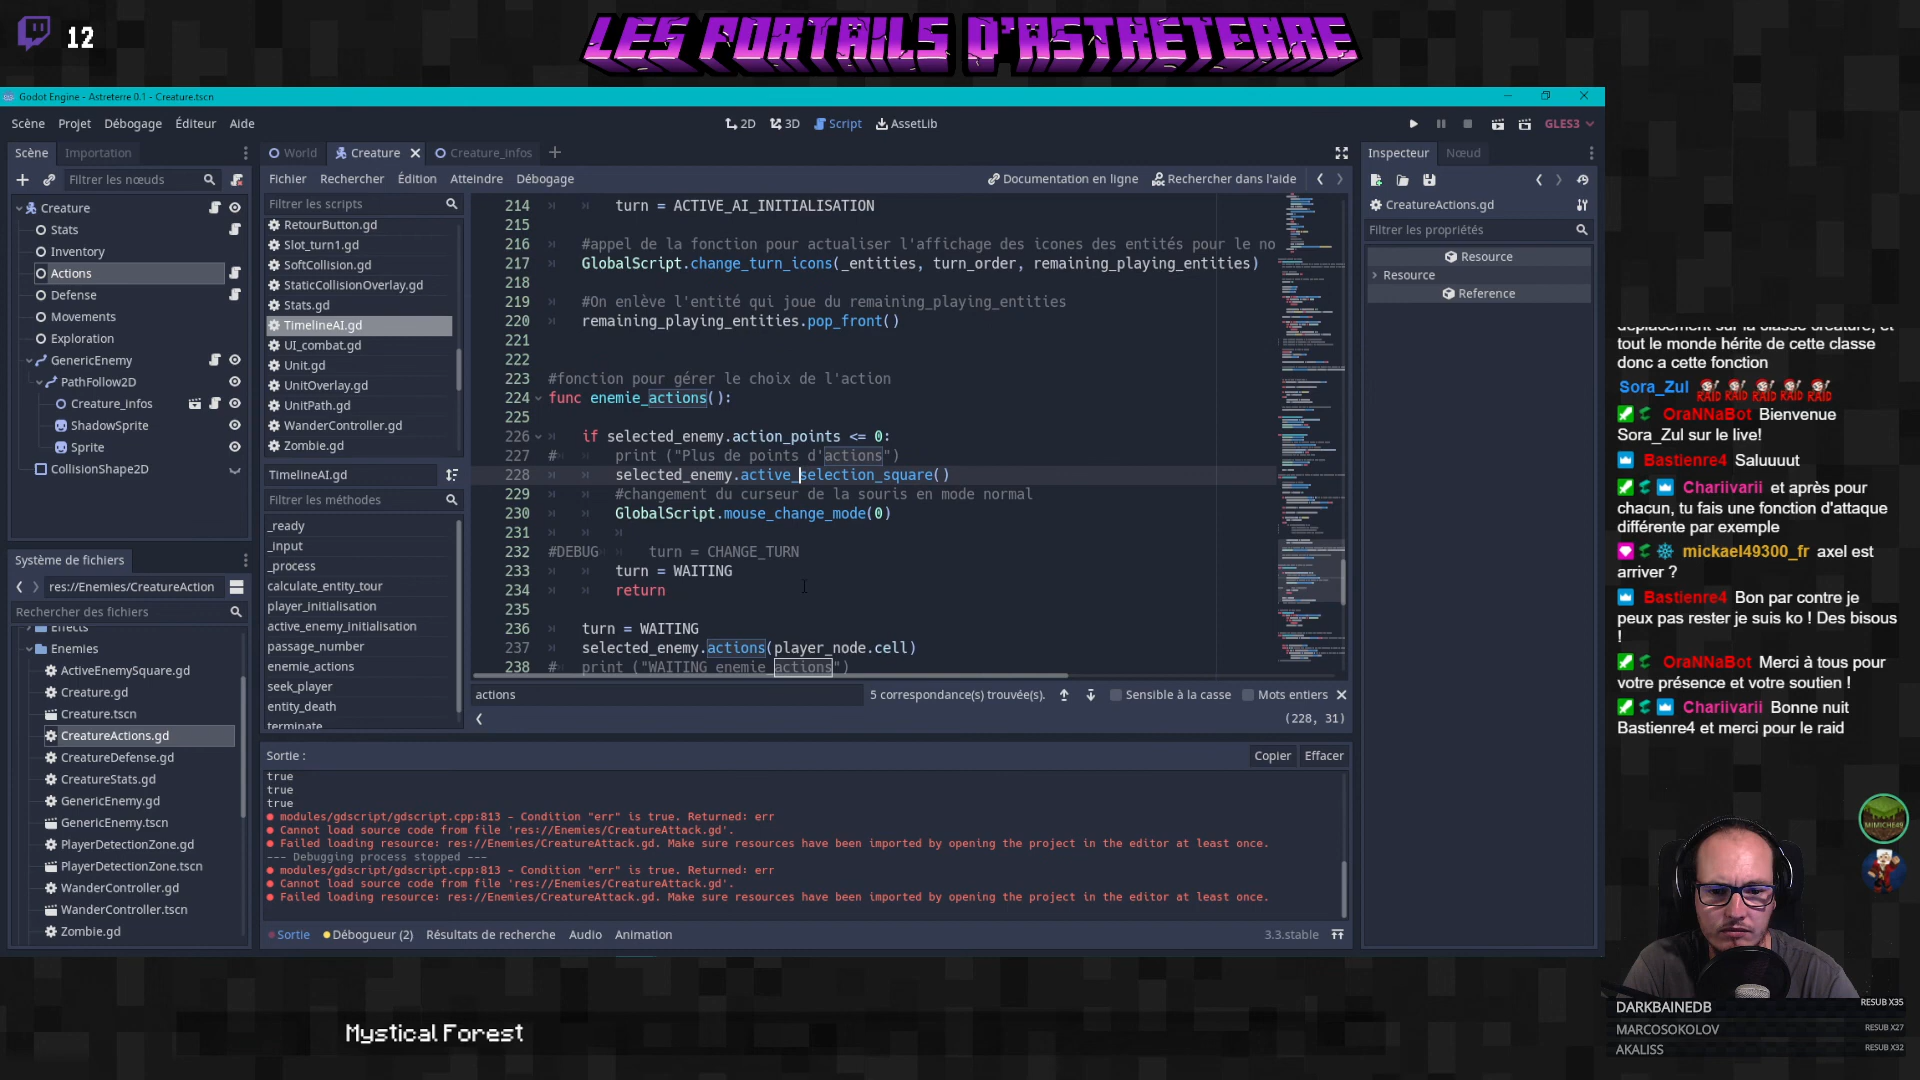 12
LES PORTAILS D'ASTRETERRE
Godot Engine - Astreterre 0.1 - Creature.tscn
Scène Projet Débogage Éditeur Aide
2D 3D Script AssetLib
GLES3
Scène Importation
Filtrer les nœuds
Creature
Stats
Inventory
Actions
Defense
Movements
Exploration
GenericEnemy
PathFollow2D
Creature_infos
ShadowSprite
Sprite
CollisionShape2D
Système de fichiers
res://Enemies/CreatureAction
Rechercher des fichiers
Effects
Enemies
ActiveEnemySquare.gd
Creature.gd
Creature.tscn
CreatureActions.gd
CreatureDefense.gd
CreatureStats.gd
GenericEnemy.gd
GenericEnemy.tscn
PlayerDetectionZone.gd
PlayerDetectionZone.tscn
WanderController.gd
WanderController.tscn
Zombie.gd
World Creature Creature_infos
Fichier Rechercher Édition Atteindre Débogage
Documentation en ligne Rechercher dans l'aide
Filtrer les scripts
RetourButton.gd
Slot_turn1.gd
SoftCollision.gd
StaticCollisionOverlay.gd
Stats.gd
TimelineAI.gd
UI_combat.gd
Unit.gd
UnitOverlay.gd
UnitPath.gd
WanderController.gd
Zombie.gd
TimelineAI.gd
Filtrer les méthodes
_ready
_input
_process
calculate_entity_tour
player_initialisation
active_enemy_initialisation
passage_number
enemie_actions
seek_player
entity_death
terminate
214 turn = ACTIVE_AI_INITIALISATION
215
216 #appel de la fonction pour actualiser l'affichage des icones des entités pour le no
217 GlobalScript.change_turn_icons(_entities, turn_order, remaining_playing_entities)
218
219 #On enlève l'entité qui joue du remaining_playing_entities
220 remaining_playing_entities.pop_front()
221
222
223 #fonction pour gérer le choix de l'action
224 func enemie_actions():
225
226 if selected_enemy.action_points <= 0:
227 # print ("Plus de points d'actions")
228 selected_enemy.active_selection_square()
229 #changement du curseur de la souris en mode normal
230 GlobalScript.mouse_change_mode(0)
231
232 #DEBUG turn = CHANGE_TURN
233 turn = WAITING
234 return
235
236 turn = WAITING
237 selected_enemy.actions(player_node.cell)
238 # print ("WAITING enemie actions")
actions
5 correspondance(s) trouvée(s).
Sensible à la casse
Mots entiers
(228, 31)
Sortie :
Copier Effacer
true
true
true
modules/gdscript/gdscript.cpp:813 - Condition "err" is true. Returned: err
Cannot load source code from file 'res://Enemies/CreatureAttack.gd'.
Failed loading resource: res://Enemies/CreatureAttack.gd. Make sure resources have been imported by opening the project in the editor at least once.
--- Debugging process stopped ---
modules/gdscript/gdscript.cpp:813 - Condition "err" is true. Returned: err
Cannot load source code from file 'res://Enemies/CreatureAttack.gd'.
Failed loading resource: res://Enemies/CreatureAttack.gd. Make sure resources have been imported by opening the project in the editor at least once.
Sortie Débogueur (2) Résultats de recherche Audio Animation
3.3.stable
Inspecteur Nœud
CreatureActions.gd
Filtrer les propriétés
Resource
Resource
Reference
déplacement sur la classe créature, et
tout le monde hérite de cette classe
donc a cette fonction
Sora_Zul RAID RAID RAID RAID
OraNNaBot Bienvenue
Sora_Zul sur le live!
Bastienre4 Saluuuut
Chariivarii et après pour
chacun, tu fais une fonction d'attaque
différente par exemple
mickael49300_fr axel est
arriver ?
Bastienre4 Bon par contre je
peux pas rester je suis ko ! Des bisous
!
OraNNaBot Merci à tous pour
votre présence et votre soutien !
Chariivarii Bonne nuit
Bastienre4 et merci pour le raid
MIMICHE49
DARKBAINEDB RESUB X35
MARCOSOKOLOV RESUB X27
AKALISS RESUB X32
Mystical Forest